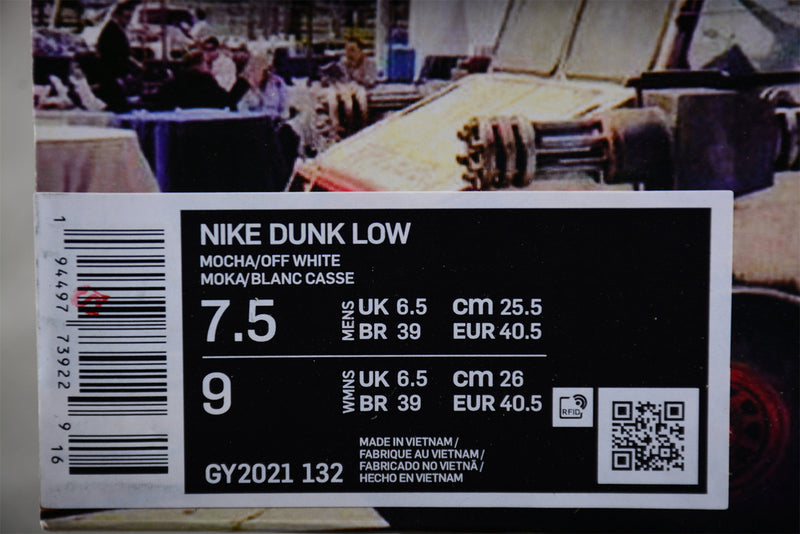 NIKE DUNK LOW
MOCHA/OFF WHITE
MOKA/BLANC CASSE
7.5 MENS UK 6.5 cm 25.5
BR 39 EUR 40.5
9 WMNS UK 6.5 cm 26
BR 39 EUR 40.5
RFID
MADE IN VIETNAM /
FABRIQUE AU VIETNAM /
FABRICADO NO VIETNÃ /
HECHO EN VIETNAM
GY2021 132
1 94497 73922 9 16